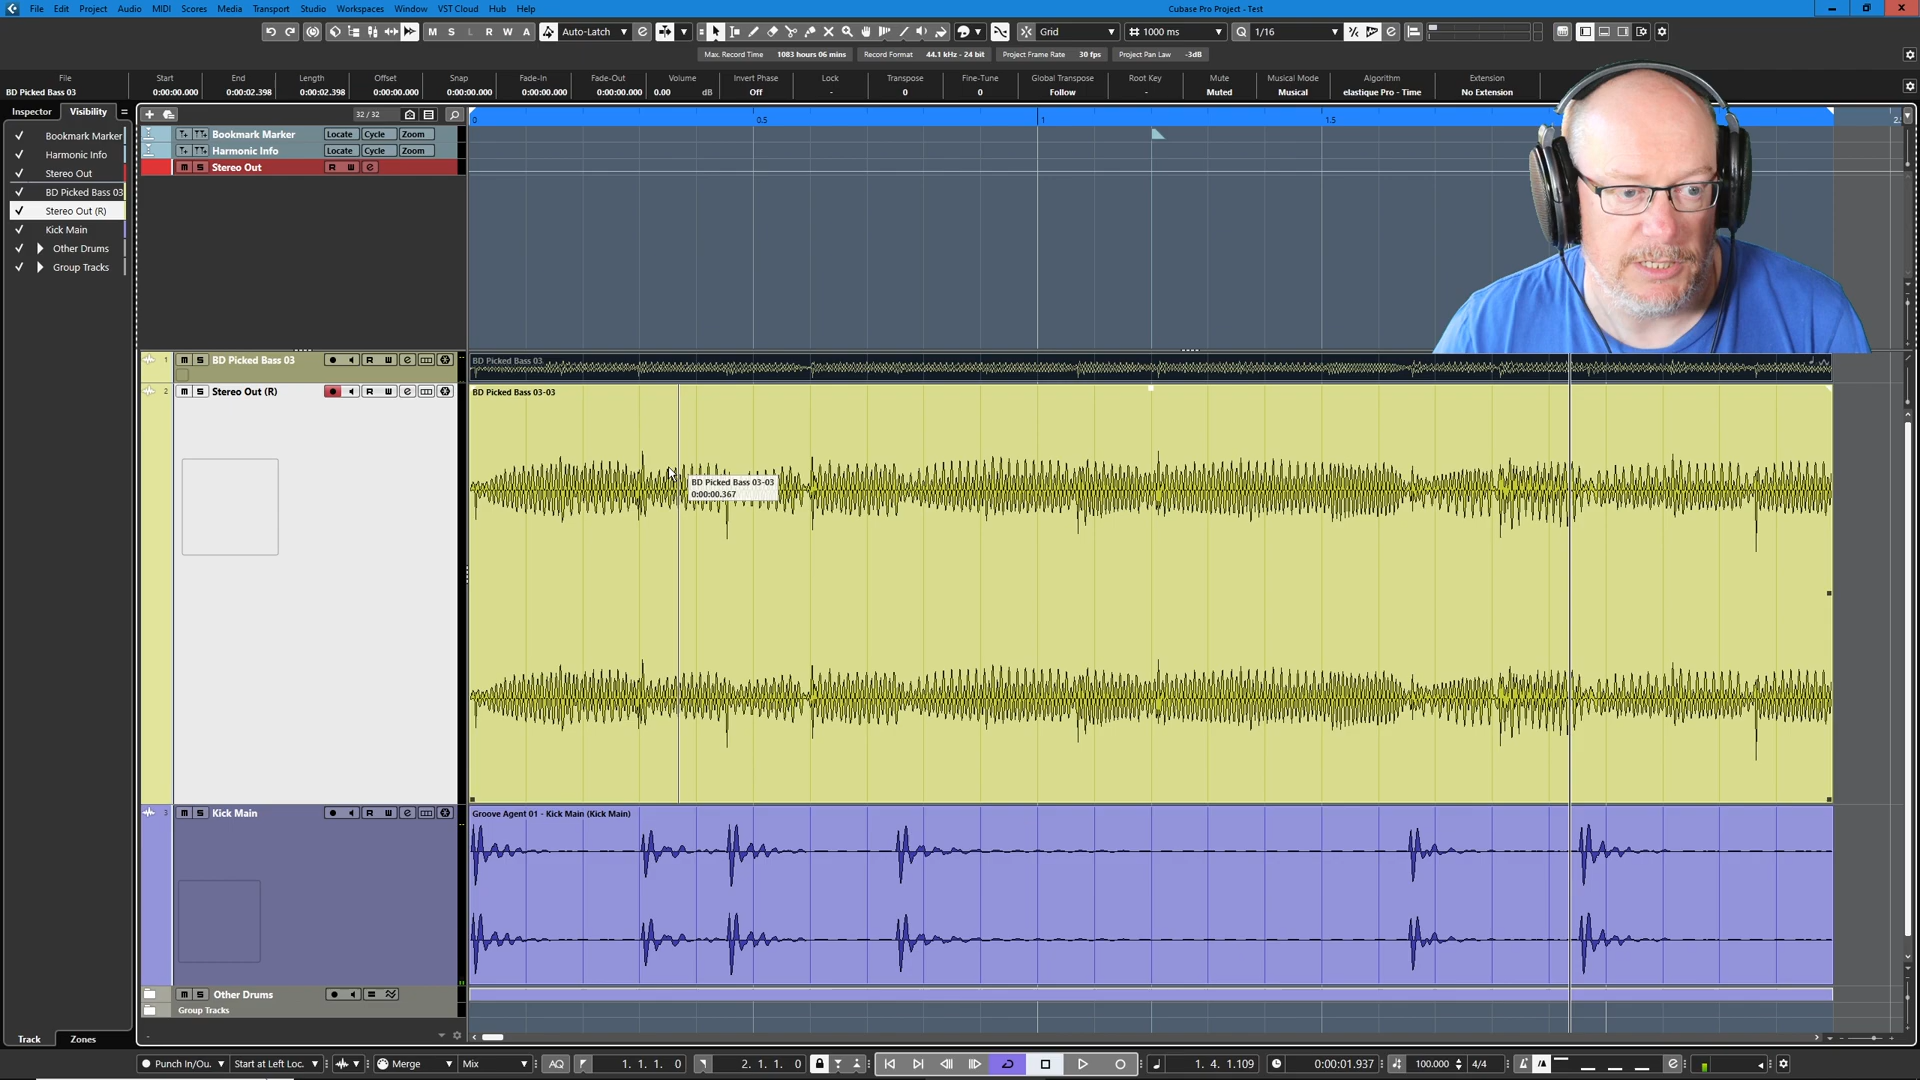 File Edit Project Audio MIDI Scores Media Transport Studio Workspaces Window VST Cloud Hub Help
Cubase Pro Project - Test
M S L R W A Auto-Latch Grid 1000 ms Q 1/16
Max. Record Time 1083 hours 06 mins Record Format 44.1 kHz - 24 bit Project Frame Rate 30 fps Project Pan Law -3dB
File Start End Length Offset Snap Fade-In Fade-Out Volume Invert Phase Lock Transpose Fine-Tune Global Transpose Root Key Mute Musical Mode Algorithm Extension
BD Picked Bass 03 0:00:00.000 0:00:02.398 0:00:02.398 0:00:00.000 0:00:00.000 0:00:00.000 0:00:00.000 0.00 dB Off - 0 0 Follow - Muted Musical elastique Pro - Time No Extension
Inspector Visibility
32 / 32
0 0.5 1 1.5
Bookmark Marker
Harmonic Info
Stereo Out
BD Picked Bass 03
Stereo Out (R)
Kick Main
Other Drums
Group Tracks
Bookmark Marker Locate Cycle Zoom
Harmonic Info Locate Cycle Zoom
m S Stereo Out R W e
1 m S BD Picked Bass 03 R W e
BD Picked Bass 03
2 m S Stereo Out (R) R W e
BD Picked Bass 03-03
BD Picked Bass 03-03
0:00:00.367
3 m S Kick Main R W e
Groove Agent 01 - Kick Main (Kick Main)
m S Other Drums
Group Tracks
Track Zones
Punch In/Ou. Start at Left Loc. Merge Mix AQ 1. 1. 1. 0 2. 1. 1. 0 1. 4. 1.109 0:00:01.937 100.000 4/4